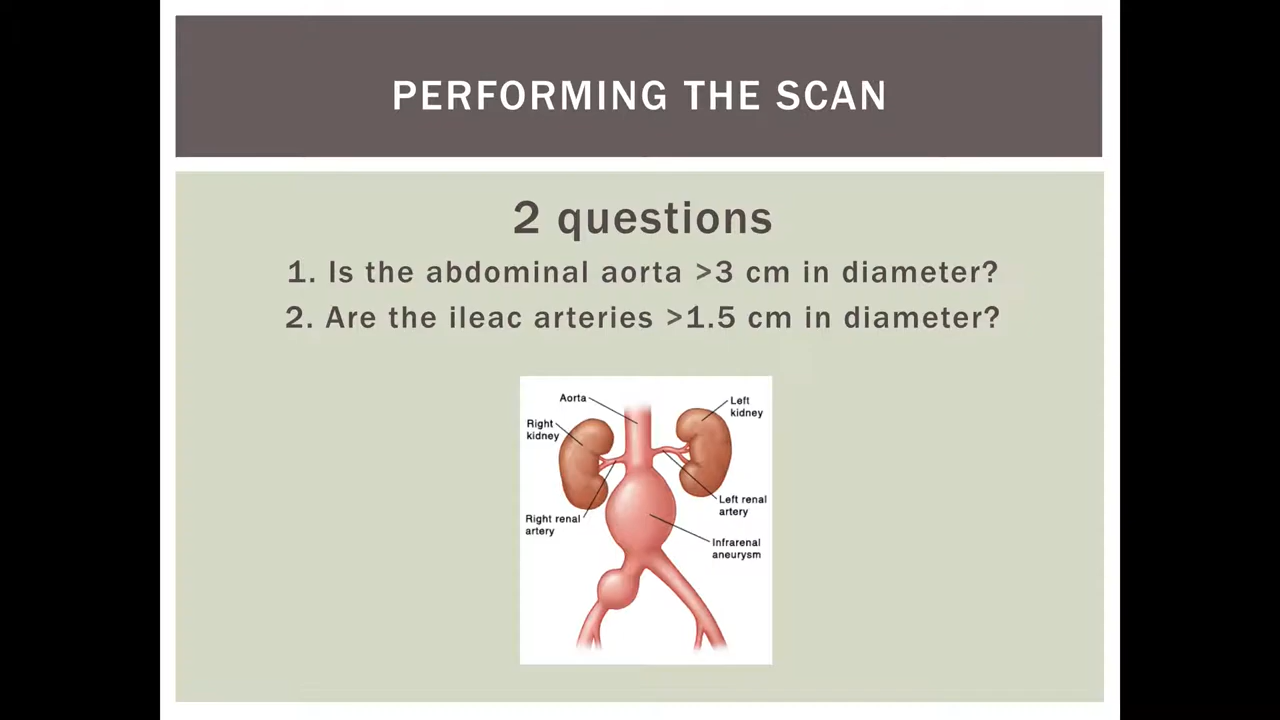 PERFORMING THE SCAN
2 questions
1. Is the abdominal aorta >3 cm in diameter?
2. Are the ileac arteries >1.5 cm in diameter?
Aorta
Left
kidney
Right
kidney
Left renal
artery
Right renal
artery
Infrarenal
aneurysm